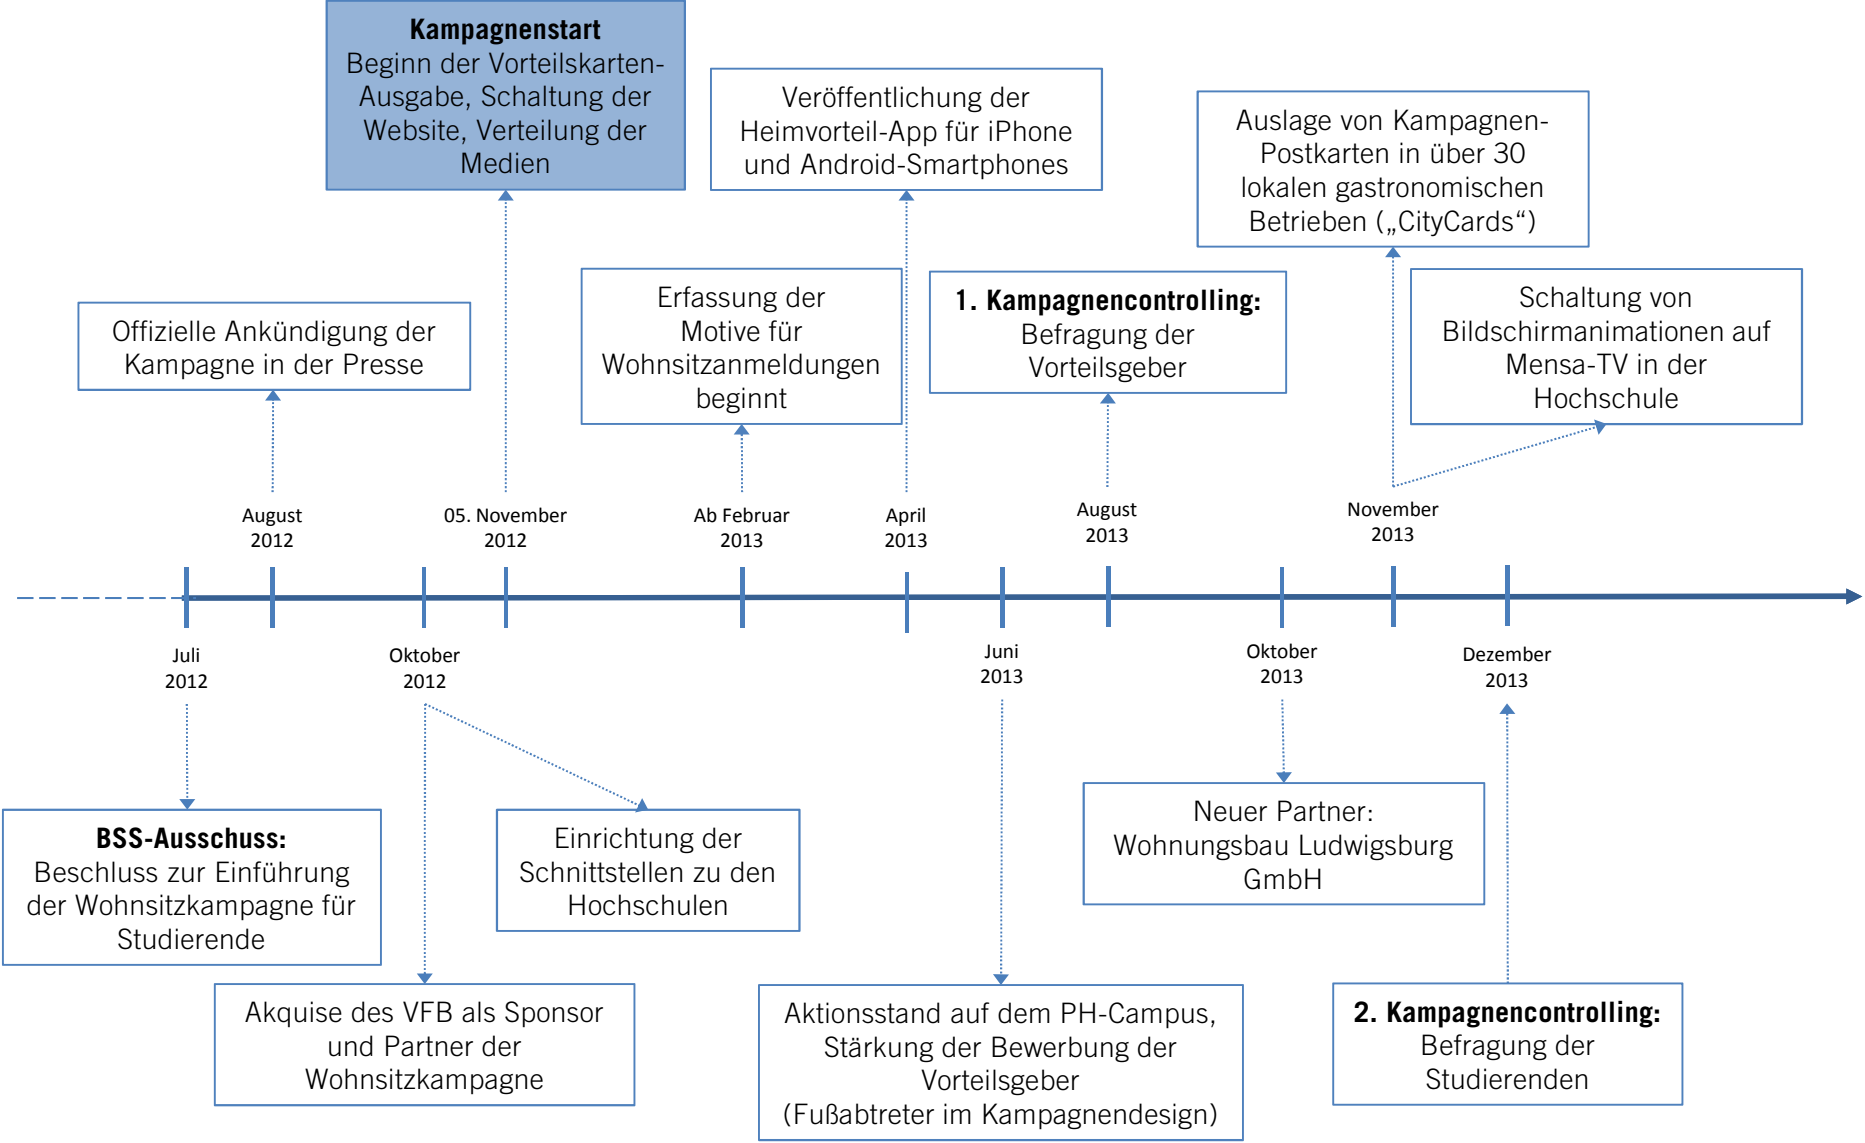 Kampagnenstart
Beginn der Vorteilskarten-
Ausgabe, Schaltung der
Website, Verteilung der
Medien
Veröffentlichung der
Heimvorteil-App für iPhone
und Android-Smartphones
Auslage von Kampagnen-
Postkarten in über 30
lokalen gastronomischen
Betrieben („CityCards“)
Offizielle Ankündigung der
Kampagne in der Presse
Erfassung der
Motive für
Wohnsitzanmeldungen
beginnt
1. Kampagnencontrolling:
Befragung der
Vorteilsgeber
Schaltung von
Bildschirmanimationen auf
Mensa-TV in der
Hochschule
August
2012
05. November
2012
Ab Februar
2013
April
2013
August
2013
November
2013
Juli
2012
Oktober
2012
Juni
2013
Oktober
2013
Dezember
2013
BSS-Ausschuss:
Beschluss zur Einführung
der Wohnsitzkampagne für
Studierende
Einrichtung der
Schnittstellen zu den
Hochschulen
Neuer Partner:
Wohnungsbau Ludwigsburg
GmbH
Akquise des VFB als Sponsor
und Partner der
Wohnsitzkampagne
Aktionsstand auf dem PH-Campus,
Stärkung der Bewerbung der
Vorteilsgeber
(Fußabtreter im Kampagnendesign)
2. Kampagnencontrolling:
Befragung der
Studierenden